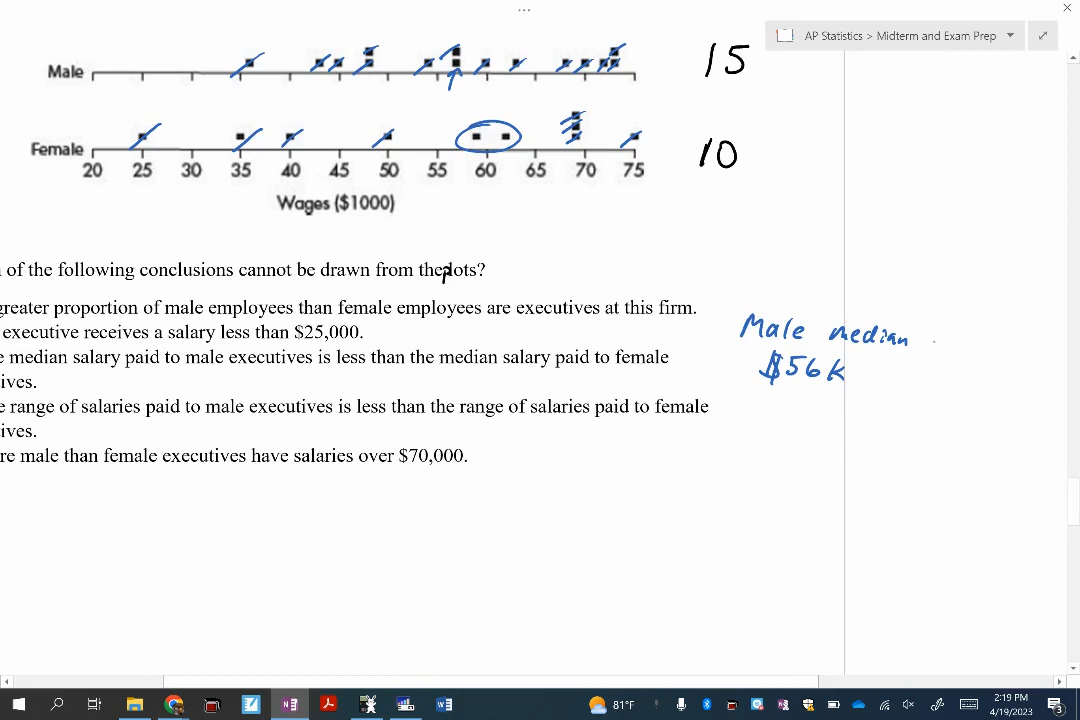 AP Statistics > Midterm and Exam Prep
Male
15
Female
10
20 25 30 35 40 45 50 55 60 65 70 75
Wages ($1000)
of the following conclusions cannot be drawn from the plots?
greater proportion of male employees than female employees are executives at this firm.
executive receives a salary less than $25,000.
e median salary paid to male executives is less than the median salary paid to female
ives.
e range of salaries paid to male executives is less than the range of salaries paid to female
ives.
re male than female executives have salaries over $70,000.
Male median
$56K
81°F
2:19 PM
4/19/2023
3